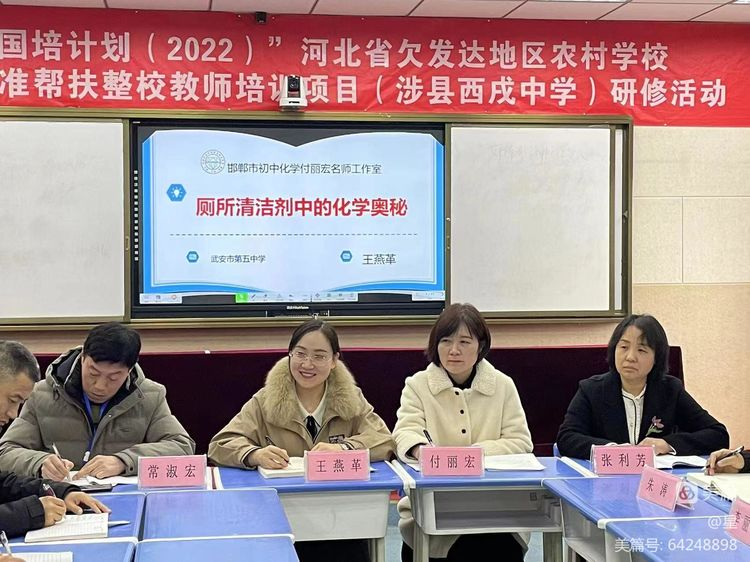 国培计划（2022）”河北省欠发达地区农村学校
准帮扶整校教师培训项目（涉县西戌中学）研修活动
邯郸市初中化学付丽宏名师工作室
厕所清洁剂中的化学奥秘
武安市第五中学
王燕革
常淑宏
王燕革
付丽宏
张利芳
朱涛
美篇
@星
美篇号: 64248898